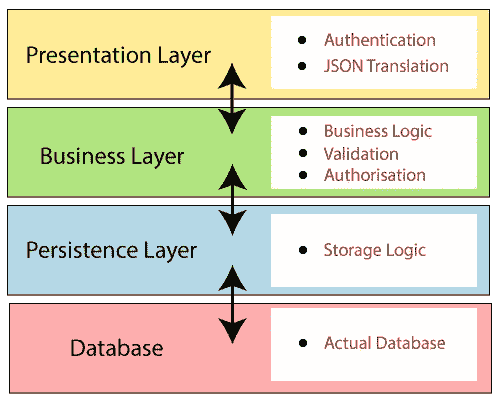 Presentation Layer
Authentication
JSON Translation
Business Layer
Business Logic
Validation
Authorisation
Persistence Layer
Storage Logic
Database
Actual Database